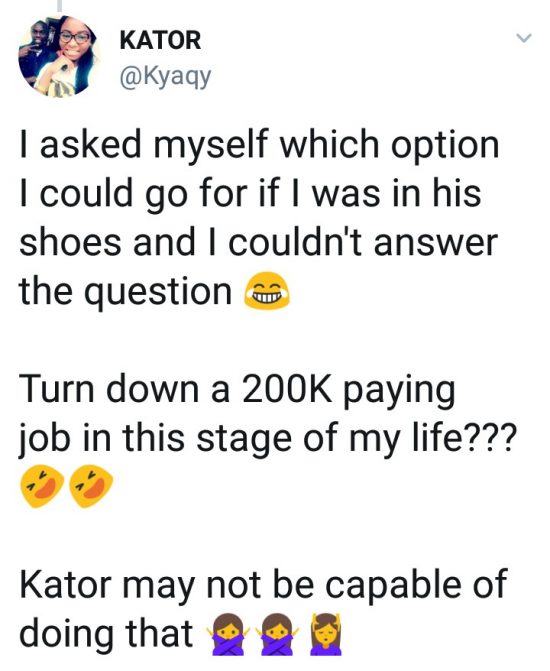 KATOR
@Kyaqy
I asked myself which option
I could go for if I was in his
shoes and I couldn't answer
the question 😂
Turn down a 200K paying
job in this stage of my life???
🤣🤣
Kator may not be capable of
doing that 🙅🏾‍♀️🙅🏾‍♀️💆‍♀️